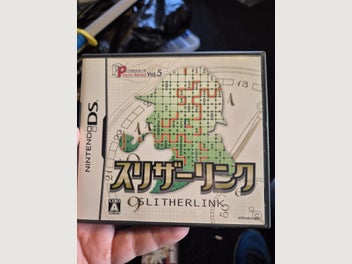 Puzzle Series Vol.5
NINTENDO DS
スリザーリンク
SLITHERLINK
A